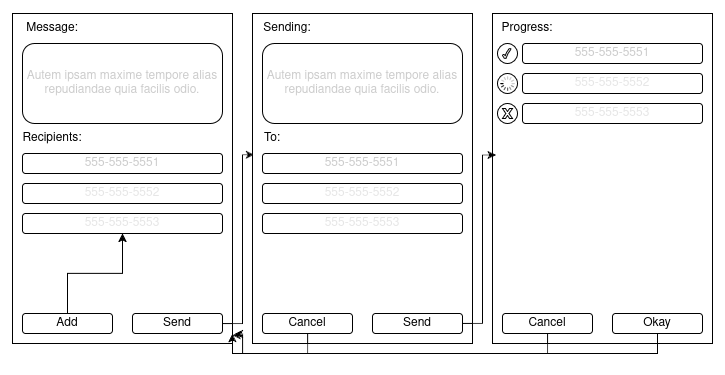 Message:
Autem ipsam maxime tempore alias
repudiandae quia facilis odio.
Recipients:
555-555-5551
555-555-5552
555-555-5553
Add
Send
Sending:
Autem ipsam maxime tempore alias
repudiandae quia facilis odio.
To:
555-555-5551
555-555-5552
555-555-5553
Cancel
Send
Progress:
555-555-5551
555-555-5552
555-555-5553
Cancel
Okay